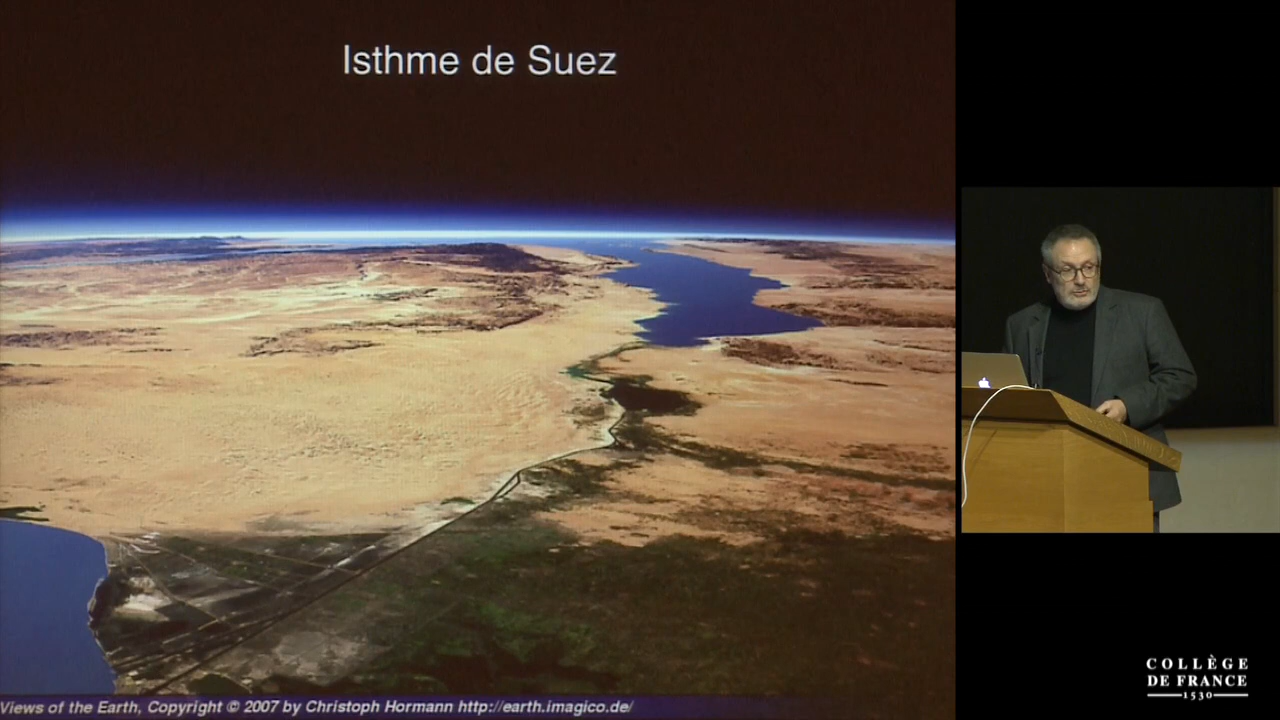 Isthme de Suez
Views of the Earth, Copyright © 2007 by Christoph Hormann http://earth.imagico.de/
COLLÈGE
DE FRANCE
1530